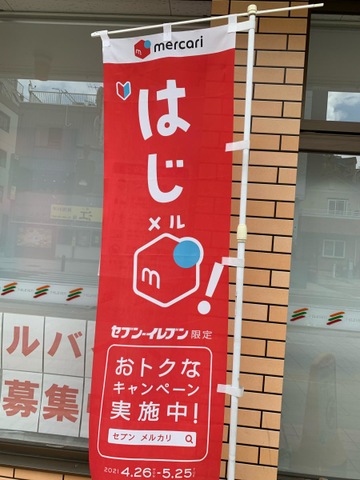 mercari
はじ
メル
m
!
セブン-イレブン限定
おトクな
キャンペーン
実施中!
セブン メルカリ
2021 4.26[月]-5.25[火]
ルバ
募集